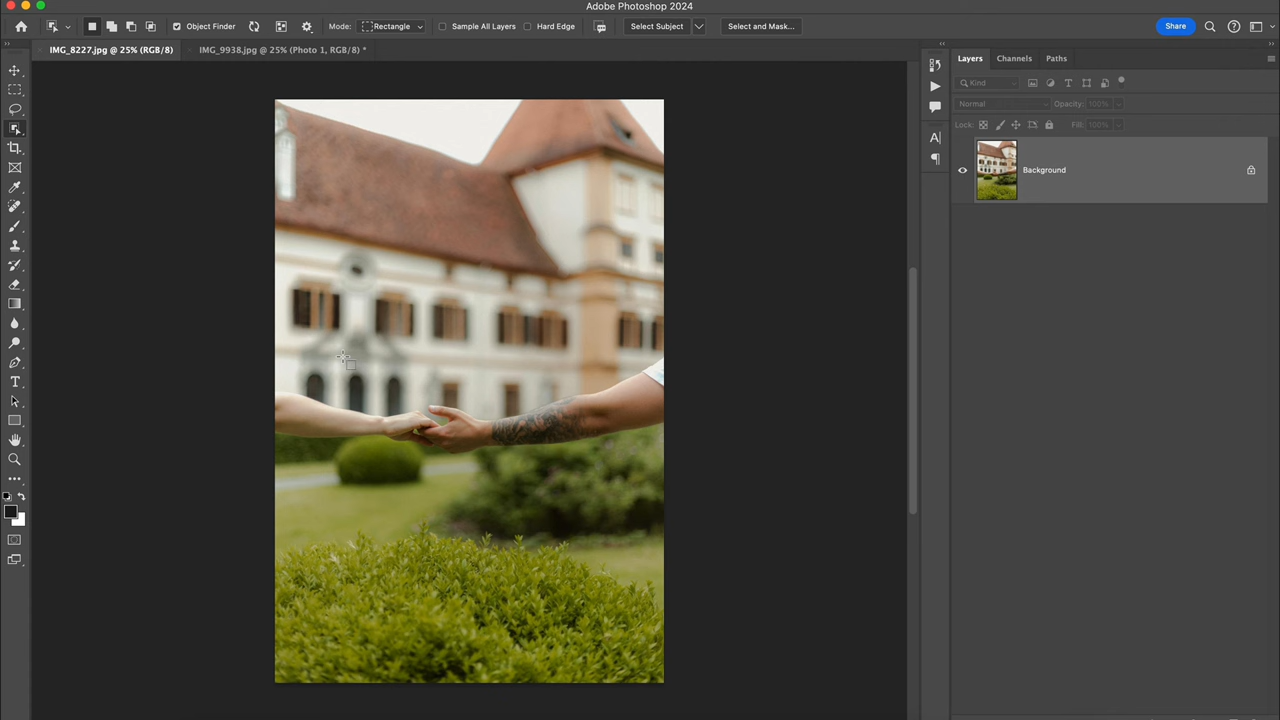 Adobe Photoshop 2024
Object Finder
Mode: Rectangle
Sample All Layers
Hard Edge
Select Subject
Select and Mask...
Share
IMG_8227.jpg @ 25% (RGB/8)
IMG_9938.jpg @ 25% (Photo 1, RGB/8) *
Layers
Channels
Paths
Kind
Normal
Opacity: 100%
Lock:
Fill: 100%
Background